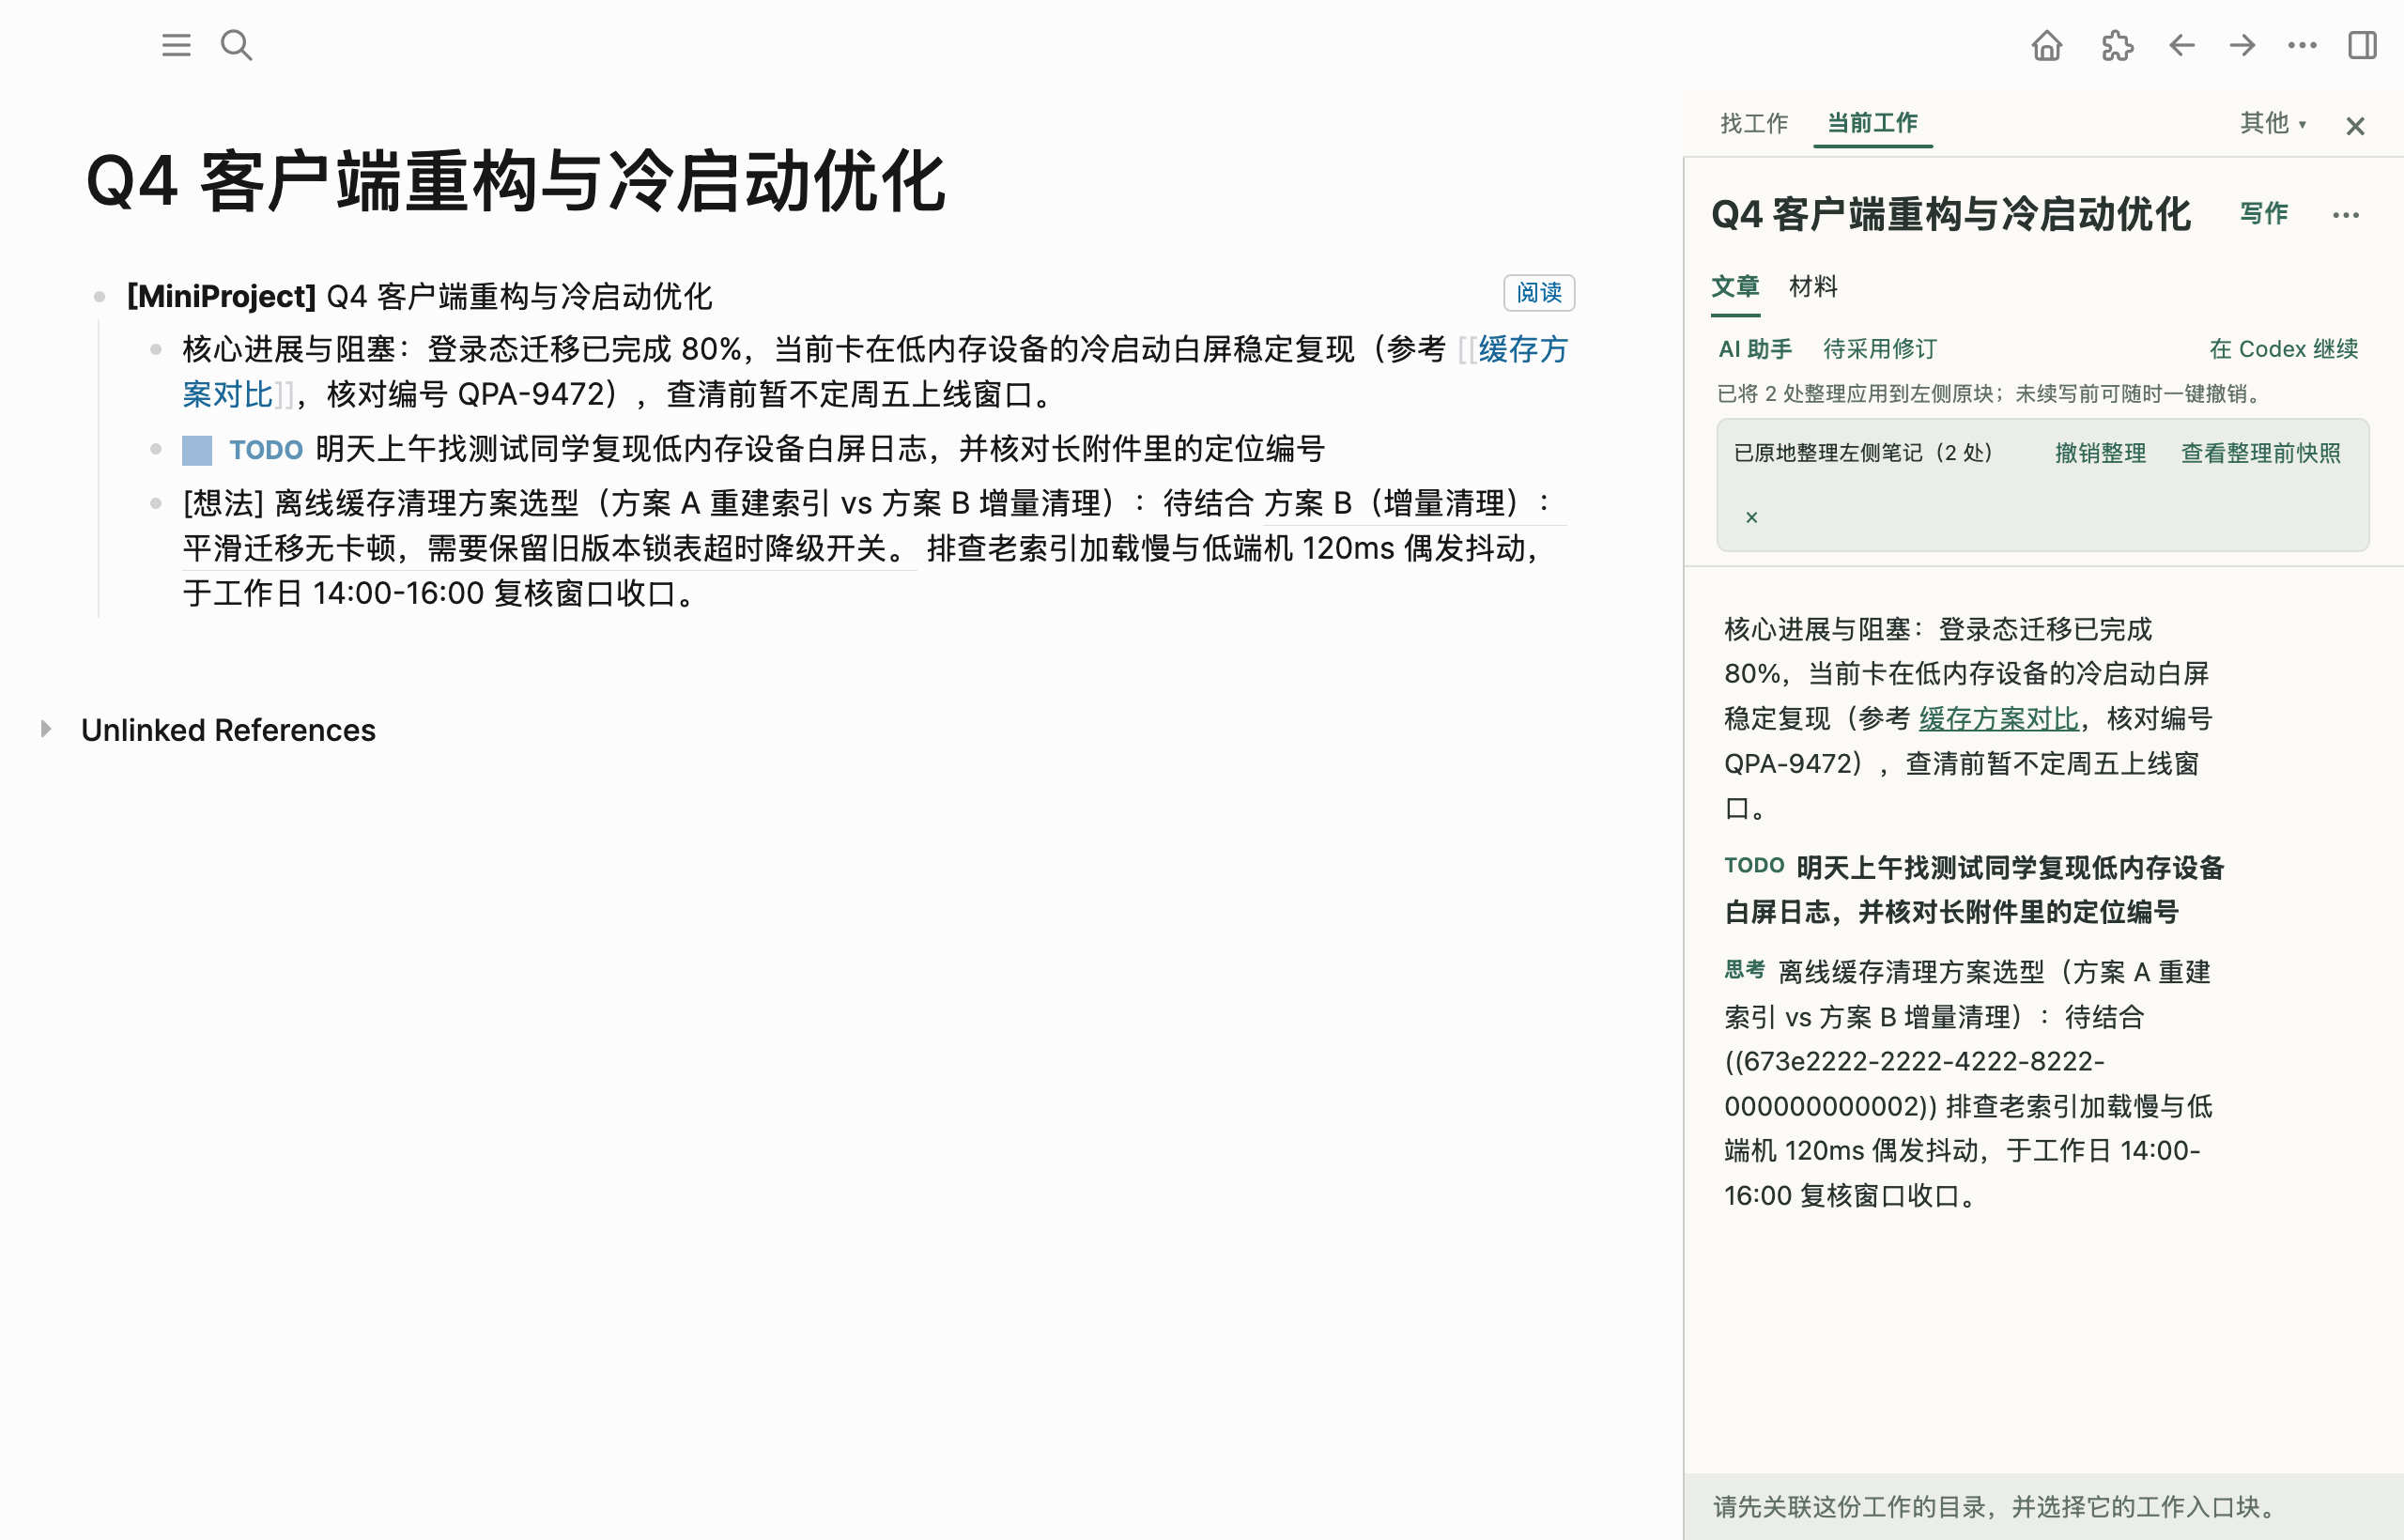 Q4 客户端重构与冷启动优化
[MiniProject] Q4 客户端重构与冷启动优化
阅读
核心进展与阻塞：登录态迁移已完成 80%，当前卡在低内存设备的冷启动白屏稳定复现（参考 [[缓存方
案对比]]，核对编号 QPA-9472），查清前暂不定周五上线窗口。
TODO 明天上午找测试同学复现低内存设备白屏日志，并核对长附件里的定位编号
[想法] 离线缓存清理方案选型（方案 A 重建索引 vs 方案 B 增量清理）：待结合 方案 B（增量清理）：
平滑迁移无卡顿，需要保留旧版本锁表超时降级开关。 排查老索引加载慢与低端机 120ms 偶发抖动，
于工作日 14:00-16:00 复核窗口收口。
Unlinked References
找工作 当前工作 其他
Q4 客户端重构与冷启动优化 写作
文章 材料
AI 助手 待采用修订 在 Codex 继续
已将 2 处整理应用到左侧原块；未续写前可随时一键撤销。
已原地整理左侧笔记（2 处） 撤销整理 查看整理前快照
×
核心进展与阻塞：登录态迁移已完成
80%，当前卡在低内存设备的冷启动白屏
稳定复现（参考 缓存方案对比，核对编号
QPA-9472），查清前暂不定周五上线窗
口。
TODO 明天上午找测试同学复现低内存设备
白屏日志，并核对长附件里的定位编号
思考 离线缓存清理方案选型（方案 A 重建
索引 vs 方案 B 增量清理）：待结合
((673e2222-2222-4222-8222-
000000000002)) 排查老索引加载慢与低
端机 120ms 偶发抖动，于工作日 14:00-
16:00 复核窗口收口。
请先关联这份工作的目录，并选择它的工作入口块。